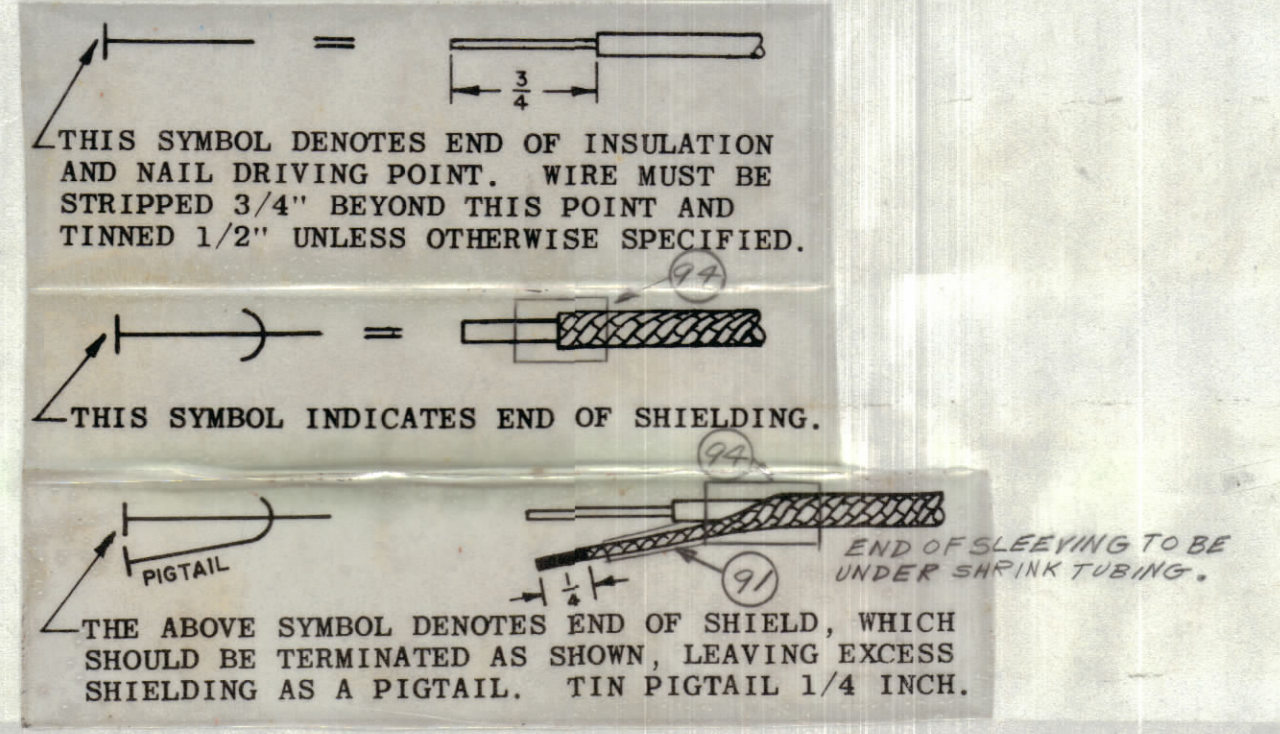 =
3/4
THIS SYMBOL DENOTES END OF INSULATION
AND NAIL DRIVING POINT. WIRE MUST BE
STRIPPED 3/4" BEYOND THIS POINT AND
TINNED 1/2" UNLESS OTHERWISE SPECIFIED.
94
=
THIS SYMBOL INDICATES END OF SHIELDING.
94
PIGTAIL
1/4
91
END OF SLEEVING TO BE
UNDER SHRINK TUBING.
THE ABOVE SYMBOL DENOTES END OF SHIELD, WHICH
SHOULD BE TERMINATED AS SHOWN, LEAVING EXCESS
SHIELDING AS A PIGTAIL. TIN PIGTAIL 1/4 INCH.